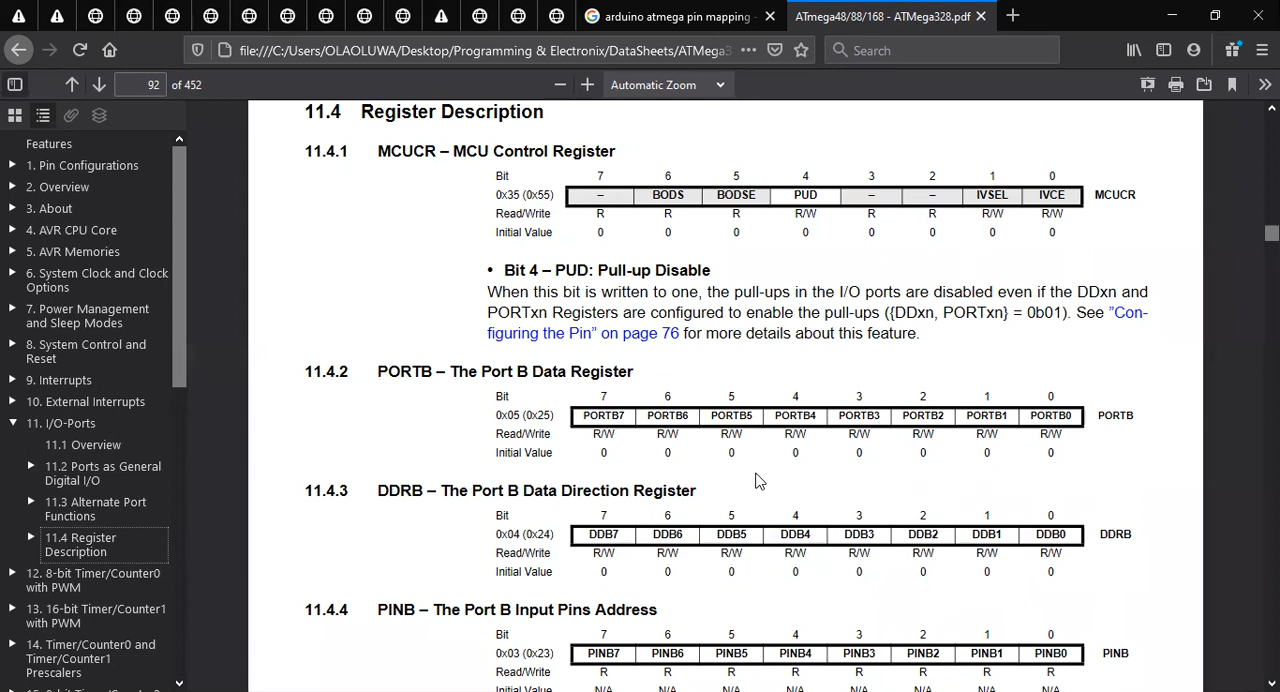 arduino atmega pin mapping -
ATmega48/88/168 - ATMega328.pdf
file:///C:/Users/OLAOLUWA/Desktop/Programming & Electronix/DataSheets/ATMega3
Search
92 of 452
Automatic Zoom
Features
1. Pin Configurations
2. Overview
3. About
4. AVR CPU Core
5. AVR Memories
6. System Clock and Clock
Options
7. Power Management
and Sleep Modes
8. System Control and
Reset
9. Interrupts
10. External Interrupts
11. I/O-Ports
11.1 Overview
11.2 Ports as General
Digital I/O
11.3 Alternate Port
Functions
11.4 Register
Description
12. 8-bit Timer/Counter0
with PWM
13. 16-bit Timer/Counter1
with PWM
14. Timer/Counter0 and
Timer/Counter1
Prescalers
11.4 Register Description
11.4.1 MCUCR – MCU Control Register
Bit 7 6 5 4 3 2 1 0
0x35 (0x55) – BODS BODSE PUD – – IVSEL IVCE MCUCR
Read/Write R R R R/W R R R/W R/W
Initial Value 0 0 0 0 0 0 0 0
• Bit 4 – PUD: Pull-up Disable
When this bit is written to one, the pull-ups in the I/O ports are disabled even if the DDxn and
PORTxn Registers are configured to enable the pull-ups ({DDxn, PORTxn} = 0b01). See ”Con-
figuring the Pin” on page 76 for more details about this feature.
11.4.2 PORTB – The Port B Data Register
Bit 7 6 5 4 3 2 1 0
0x05 (0x25) PORTB7 PORTB6 PORTB5 PORTB4 PORTB3 PORTB2 PORTB1 PORTB0 PORTB
Read/Write R/W R/W R/W R/W R/W R/W R/W R/W
Initial Value 0 0 0 0 0 0 0 0
11.4.3 DDRB – The Port B Data Direction Register
Bit 7 6 5 4 3 2 1 0
0x04 (0x24) DDB7 DDB6 DDB5 DDB4 DDB3 DDB2 DDB1 DDB0 DDRB
Read/Write R/W R/W R/W R/W R/W R/W R/W R/W
Initial Value 0 0 0 0 0 0 0 0
11.4.4 PINB – The Port B Input Pins Address
Bit 7 6 5 4 3 2 1 0
0x03 (0x23) PINB7 PINB6 PINB5 PINB4 PINB3 PINB2 PINB1 PINB0 PINB
Read/Write R R R R R R R R
Initial Value N/A N/A N/A N/A N/A N/A N/A N/A